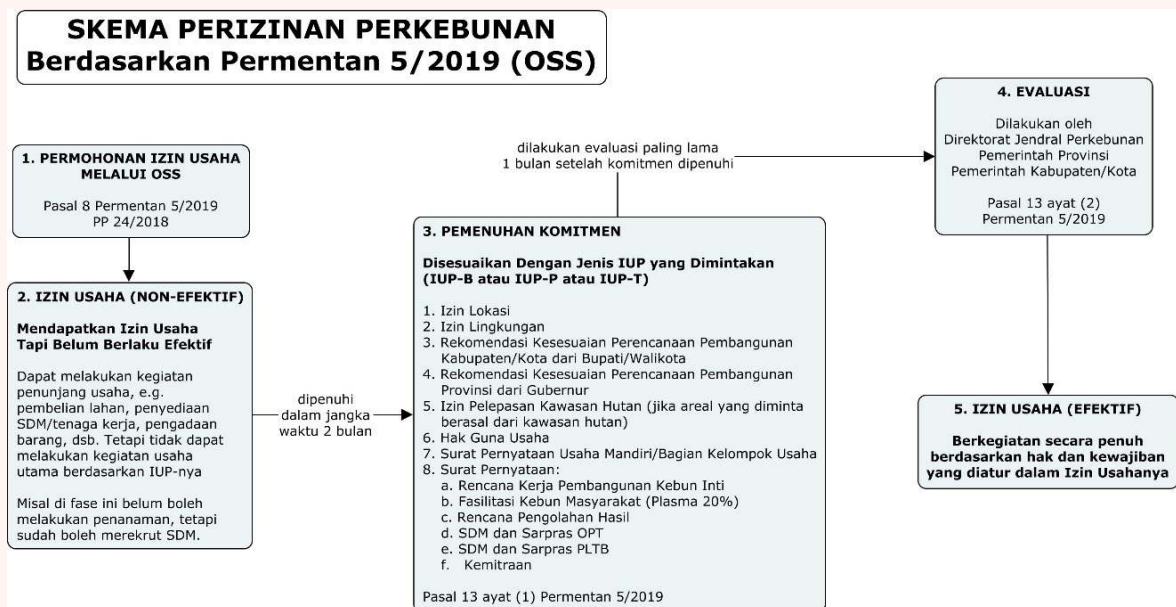 SKEMA PERIZINAN PERKEBUNAN
Berdasarkan Permentan 5/2019 (OSS)
1. PERMOHONAN IZIN USAHA
MELALUI OSS
Pasal 8 Permentan 5/2019
PP 24/2018
2. IZIN USAHA (NON-EFEKTIF)
Mendapatkan Izin Usaha
Tapi Belum Berlaku Efektif
Dapat melakukan kegiatan
penunjang usaha, e.g.
pembelian lahan, penyediaan
SDM/tenaga kerja, pengadaan
barang, dsb. Tetapi tidak dapat
melakukan kegiatan usaha
utama berdasarkan IUP-nya
Misal di fase ini belum boleh
melakukan penanaman, tetapi
sudah boleh merekrut SDM.
dipenuhi
dalam jangka
waktu 2 bulan
3. PEMENUHAN KOMITMEN
Disesuaikan Dengan Jenis IUP yang Dimintakan
(IUP-B atau IUP-P atau IUP-T)
1. Izin Lokasi
2. Izin Lingkungan
3. Rekomendasi Kesesuaian Perencanaan Pembangunan
Kabupaten/Kota dari Bupati/Walikota
4. Rekomendasi Kesesuaian Perencanaan Pembangunan
Provinsi dari Gubernur
5. Izin Pelepasan Kawasan Hutan (jika areal yang diminta
berasal dari kawasan hutan)
6. Hak Guna Usaha
7. Surat Pernyataan Usaha Mandiri/Bagian Kelompok Usaha
8. Surat Pernyataan:
a. Rencana Kerja Pembangunan Kebun Inti
b. Fasilitasi Kebun Masyarakat (Plasma 20%)
c. Rencana Pengolahan Hasil
d. SDM dan Sarpras OPT
e. SDM dan Sarpras PLTB
f. Kemitraan
Pasal 13 ayat (1) Permentan 5/2019
dilakukan evaluasi paling lama
1 bulan setelah komitmen dipenuhi
4. EVALUASI
Dilakukan oleh
Direktorat Jendral Perkebunan
Pemerintah Provinsi
Pemerintah Kabupaten/Kota
Pasal 13 ayat (2)
Permentan 5/2019
5. IZIN USAHA (EFEKTIF)
Berkegiatan secara penuh
berdasarkan hak dan kewajiban
yang diatur dalam Izin Usahanya